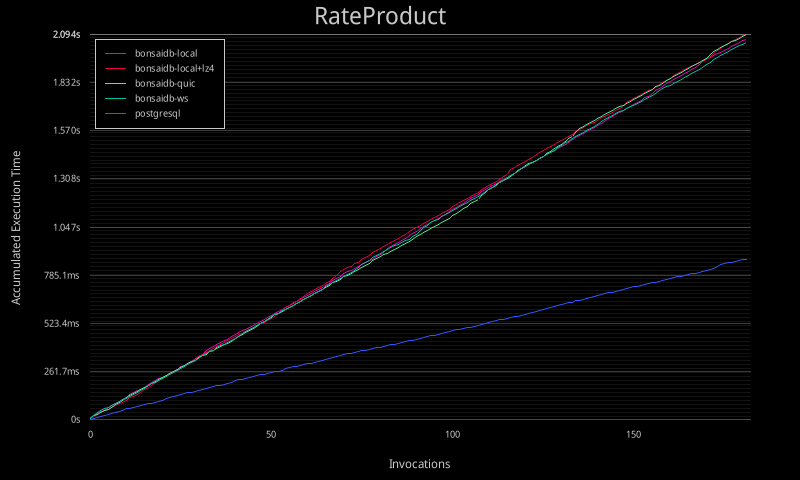 RateProduct
2.094s
1.832s
1.570s
1.308s
1.047s
785.1ms
523.4ms
261.7ms
0s
Accumulated Execution Time
bonsaidb-local
bonsaidb-local+lz4
bonsaidb-quic
bonsaidb-ws
postgresql
0
50
100
150
Invocations